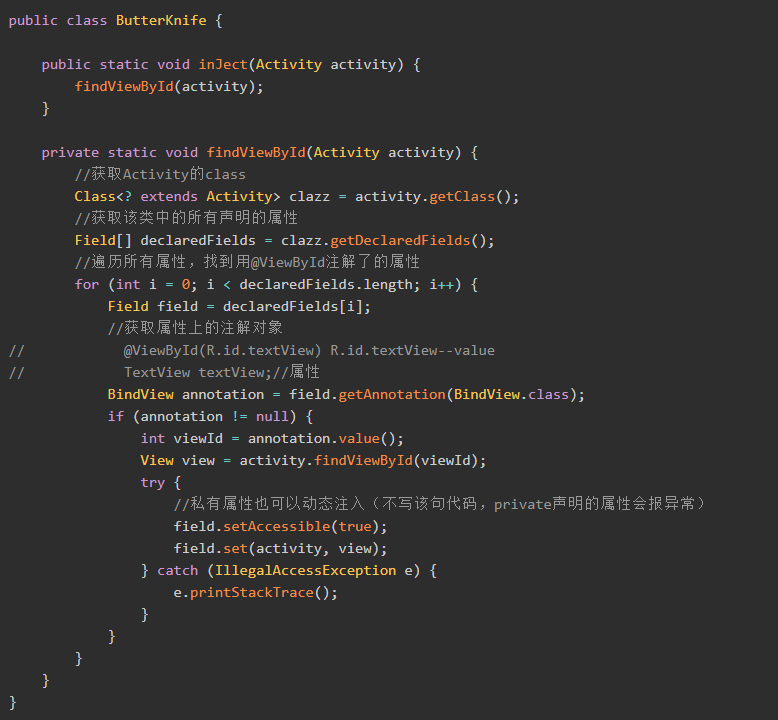 public class ButterKnife {
    public static void inJect(Activity activity) {
        findViewById(activity);
    }
    private static void findViewById(Activity activity) {
        //获取Activity的class
        Class<? extends Activity> clazz = activity.getClass();
        //获取该类中的所有声明的属性
        Field[] declaredFields = clazz.getDeclaredFields();
        //遍历所有属性，找到用@ViewById注解了的属性
        for (int i = 0; i < declaredFields.length; i++) {
            Field field = declaredFields[i];
            //获取属性上的注解对象
//            @ViewById(R.id.textView) R.id.textView--value
//            TextView textView;//属性
            BindView annotation = field.getAnnotation(BindView.class);
            if (annotation != null) {
                int viewId = annotation.value();
                View view = activity.findViewById(viewId);
                try {
                    //私有属性也可以动态注入（不写该句代码，private声明的属性会报异常）
                    field.setAccessible(true);
                    field.set(activity, view);
                } catch (IllegalAccessException e) {
                    e.printStackTrace();
                }
            }
        }
    }
}